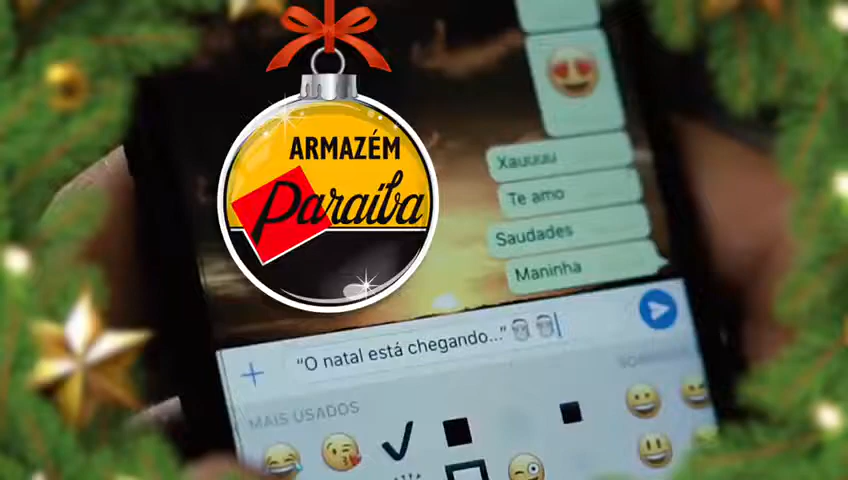 ARMAZÉM
Paraíba
Xauuuu
Te amo
Saudades
Maninha
“O natal está chegando...”
MAIS USADOS